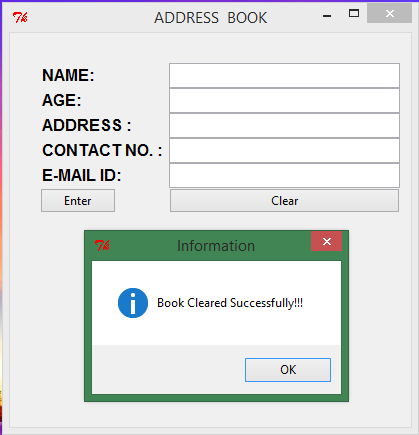 ADDRESS BOOK
NAME:
AGE:
ADDRESS :
CONTACT NO. :
E-MAIL ID:
Enter Clear
Information
Book Cleared Successfully!!!
OK